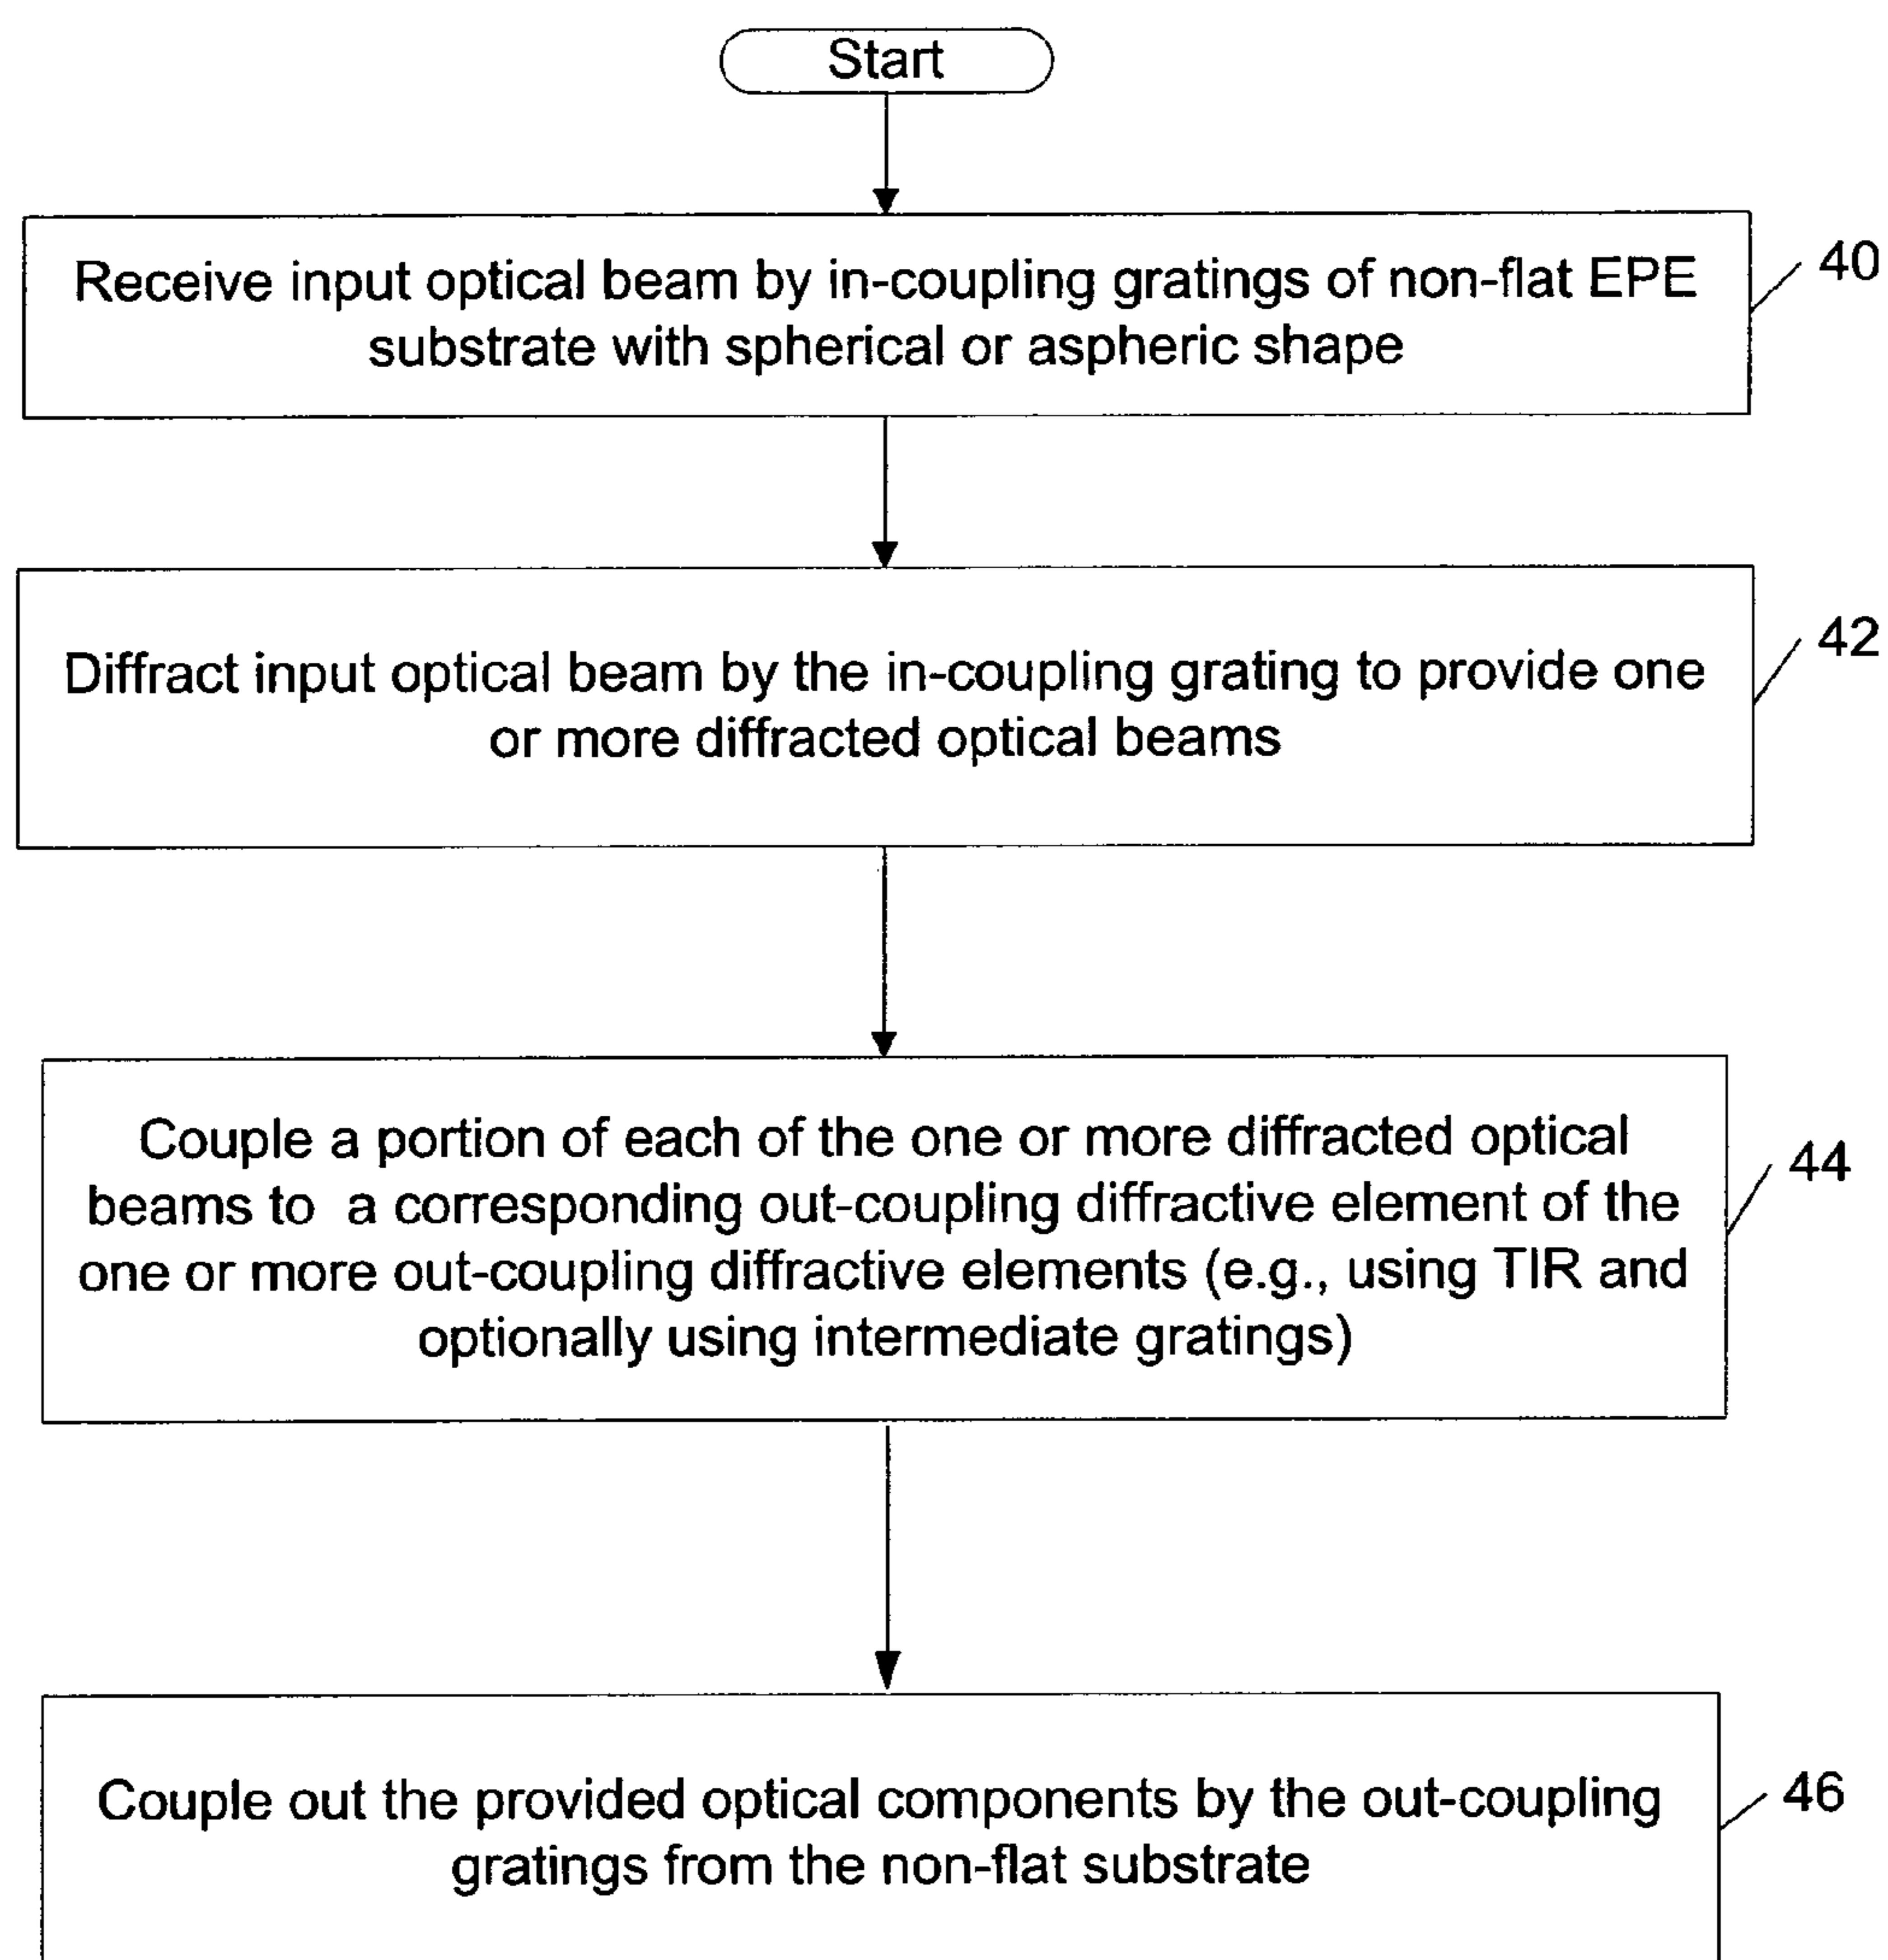 Start
Receive input optical beam by in-coupling gratings of non-flat EPE
substrate with spherical or aspheric shape
40
Diffract input optical beam by the in-coupling grating to provide one
or more diffracted optical beams
42
Couple a portion of each of the one or more diffracted optical
beams to a corresponding out-coupling diffractive element of the
one or more out-coupling diffractive elements (e.g., using TIR and
optionally using intermediate gratings)
44
Couple out the provided optical components by the out-coupling
gratings from the non-flat substrate
46